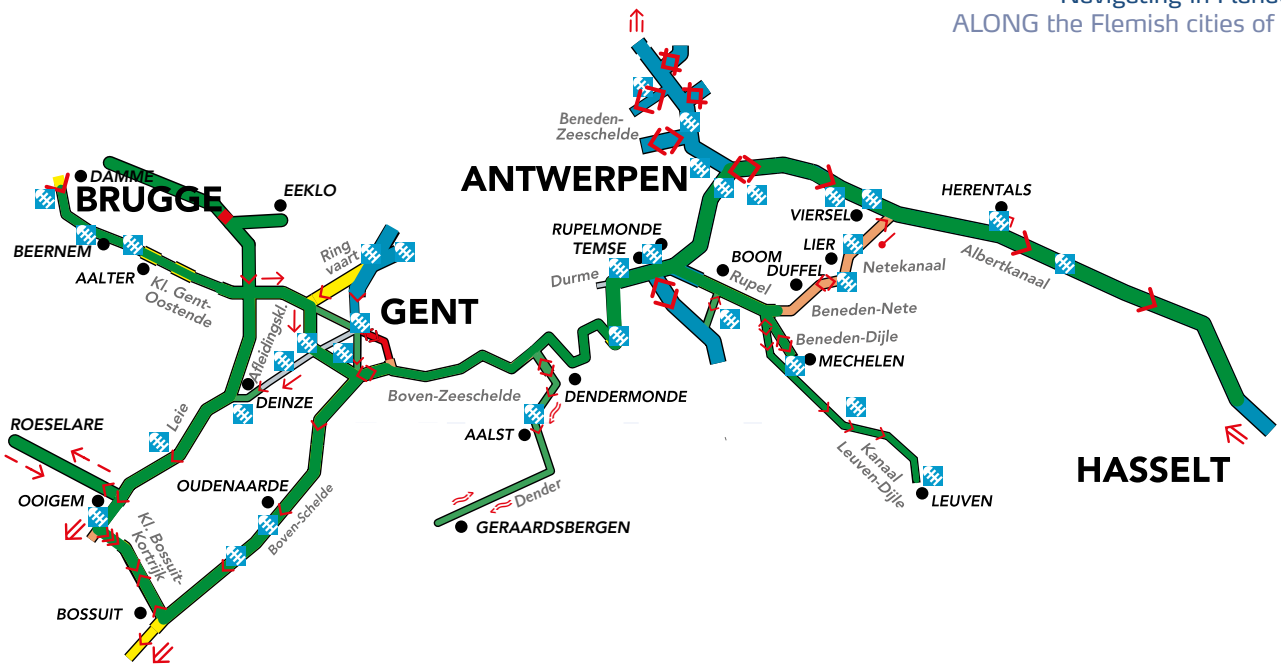 ALONG the Flemish cities of
Beneden-
Zeeschelde
ANTWERPEN
DAMME
BRUGGE
EEKLO
HERENTALS
VIERSEL
RUPELMONDE
TEMSE
BEERNEM
AALTER
Kl. Gent-
Oostende
Ring
vaart
LIER
BOOM
DUFFEL
Netekanaal
Albertkanaal
Durme
Rupel
Afleidingskl.
GENT
Beneden-Nete
Beneden-Dijle
MECHELEN
DEINZE
Boven-Zeeschelde
DENDERMONDE
Leie
ROESELARE
AALST
Kanaal
Leuven-Dijle
HASSELT
OUDENAARDE
OOIGEM
Dender
LEUVEN
GERAARDSBERGEN
Boven-Schelde
Kl. Bossuit-
Kortrijk
BOSSUIT